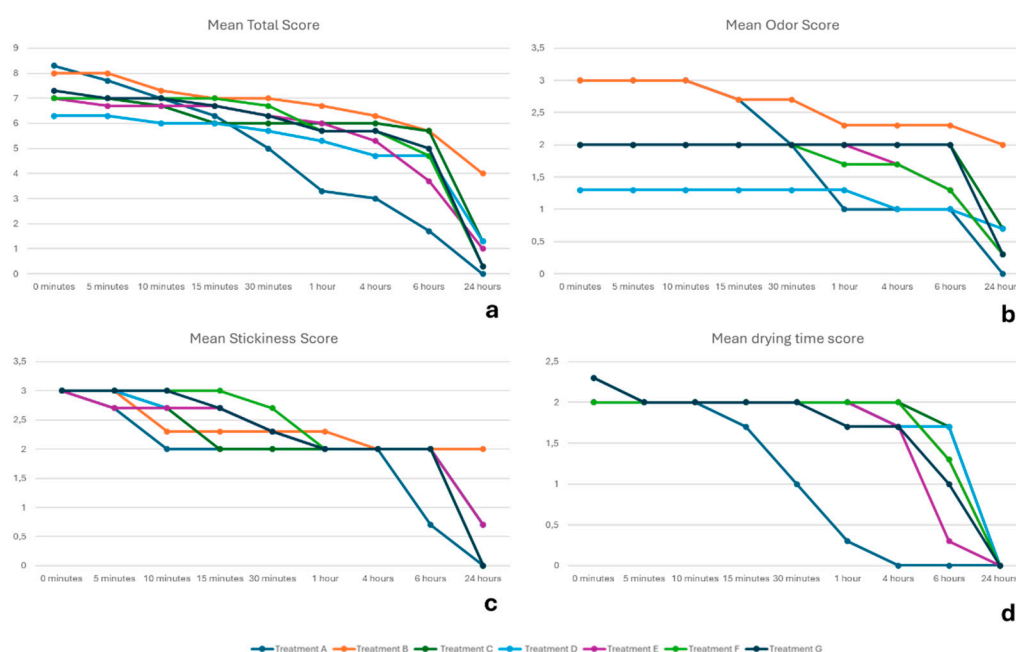 Mean Total Score
9
8
7
6
5
4
3
2
1
0
0 minutes 5 minutes 10 minutes 15 minutes 30 minutes 1 hour 4 hours 6 hours 24 hours
a
Mean Odor Score
3,5
3
2,5
2
1,5
1
0,5
0
0 minutes 5 minutes 10 minutes 15 minutes 30 minutes 1 hour 4 hours 6 hours 24 hours
b
Mean Stickiness Score
3,5
3
2,5
2
1,5
1
0,5
0
0 minutes 5 minutes 10 minutes 15 minutes 30 minutes 1 hour 4 hours 6 hours 24 hours
c
Mean drying time score
2,5
2
1,5
1
0,5
0
0 minutes 5 minutes 10 minutes 15 minutes 30 minutes 1 hour 4 hours 6 hours 24 hours
d
Treatment A Treatment B Treatment C Treatment D Treatment E Treatment F Treatment G